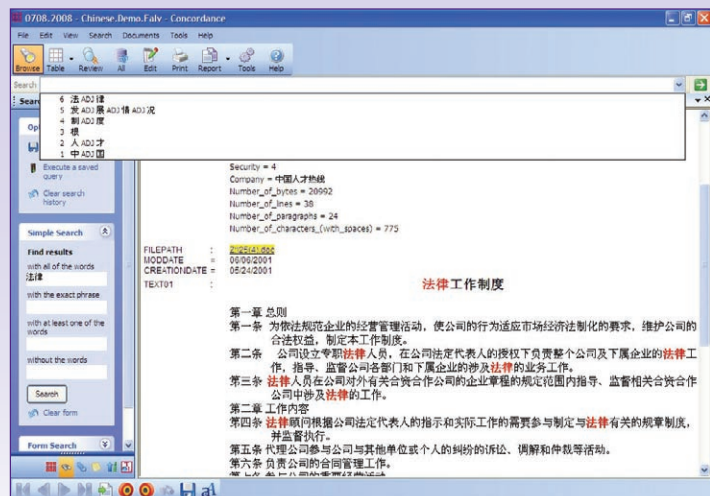 0708.2008 - Chinese.Demo.Falv - Concordance
File Edit View Search Documents Tools Help
Browse Table Review All Edit Print Report Tools Help
Search
Sear
6 法 ADJ 律
5 发 ADJ 展 ADJ 情 ADJ 况
4 制 ADJ 度
3 根
2 人 ADJ 才
1 中 ADJ 国
Opt
Execute a saved query
Clear search history
Simple Search
Find results
with all of the words
法律
with the exact phrase
with at least one of the words
without the words
Search
Clear form
Form Search
Security = 4
Company = 中国人才热线
Number_of_bytes = 20992
Number_of_lines = 38
Number_of_paragraphs = 24
Number_of_characters_(with_spaces) = 775
FILEPATH :
MODDATE = 06/06/2001
CREATIONDATE = 05/24/2001
TEXT01 :
法律工作制度
第一章 总则
第一条 为依法规范企业的经营管理活动，使公司的行为适应市场经济法制化的要求，维护公司的
合法权益，制定本工作制度。
第二条 公司设立专职法律人员，在公司法定代表人的授权下负责整个公司及下属企业的法律工
作，指导、监督公司各部门和下属企业的涉及法律的业务工作。
第三条 法律人员在公司对外有关合资合作公司的企业章程的规定范围内指导、监督相关合资合作
公司中涉及法律的工作。
第二章 工作内容
第四条 法律顾问根据公司法定代表人的指示和实际工作的需要参与制定与法律有关的规章制度，
并监督执行。
第五条 代理公司参与公司与其他单位或个人的纠纷的诉讼、调解和仲裁等活动。
第六条 负责公司的合同管理工作。